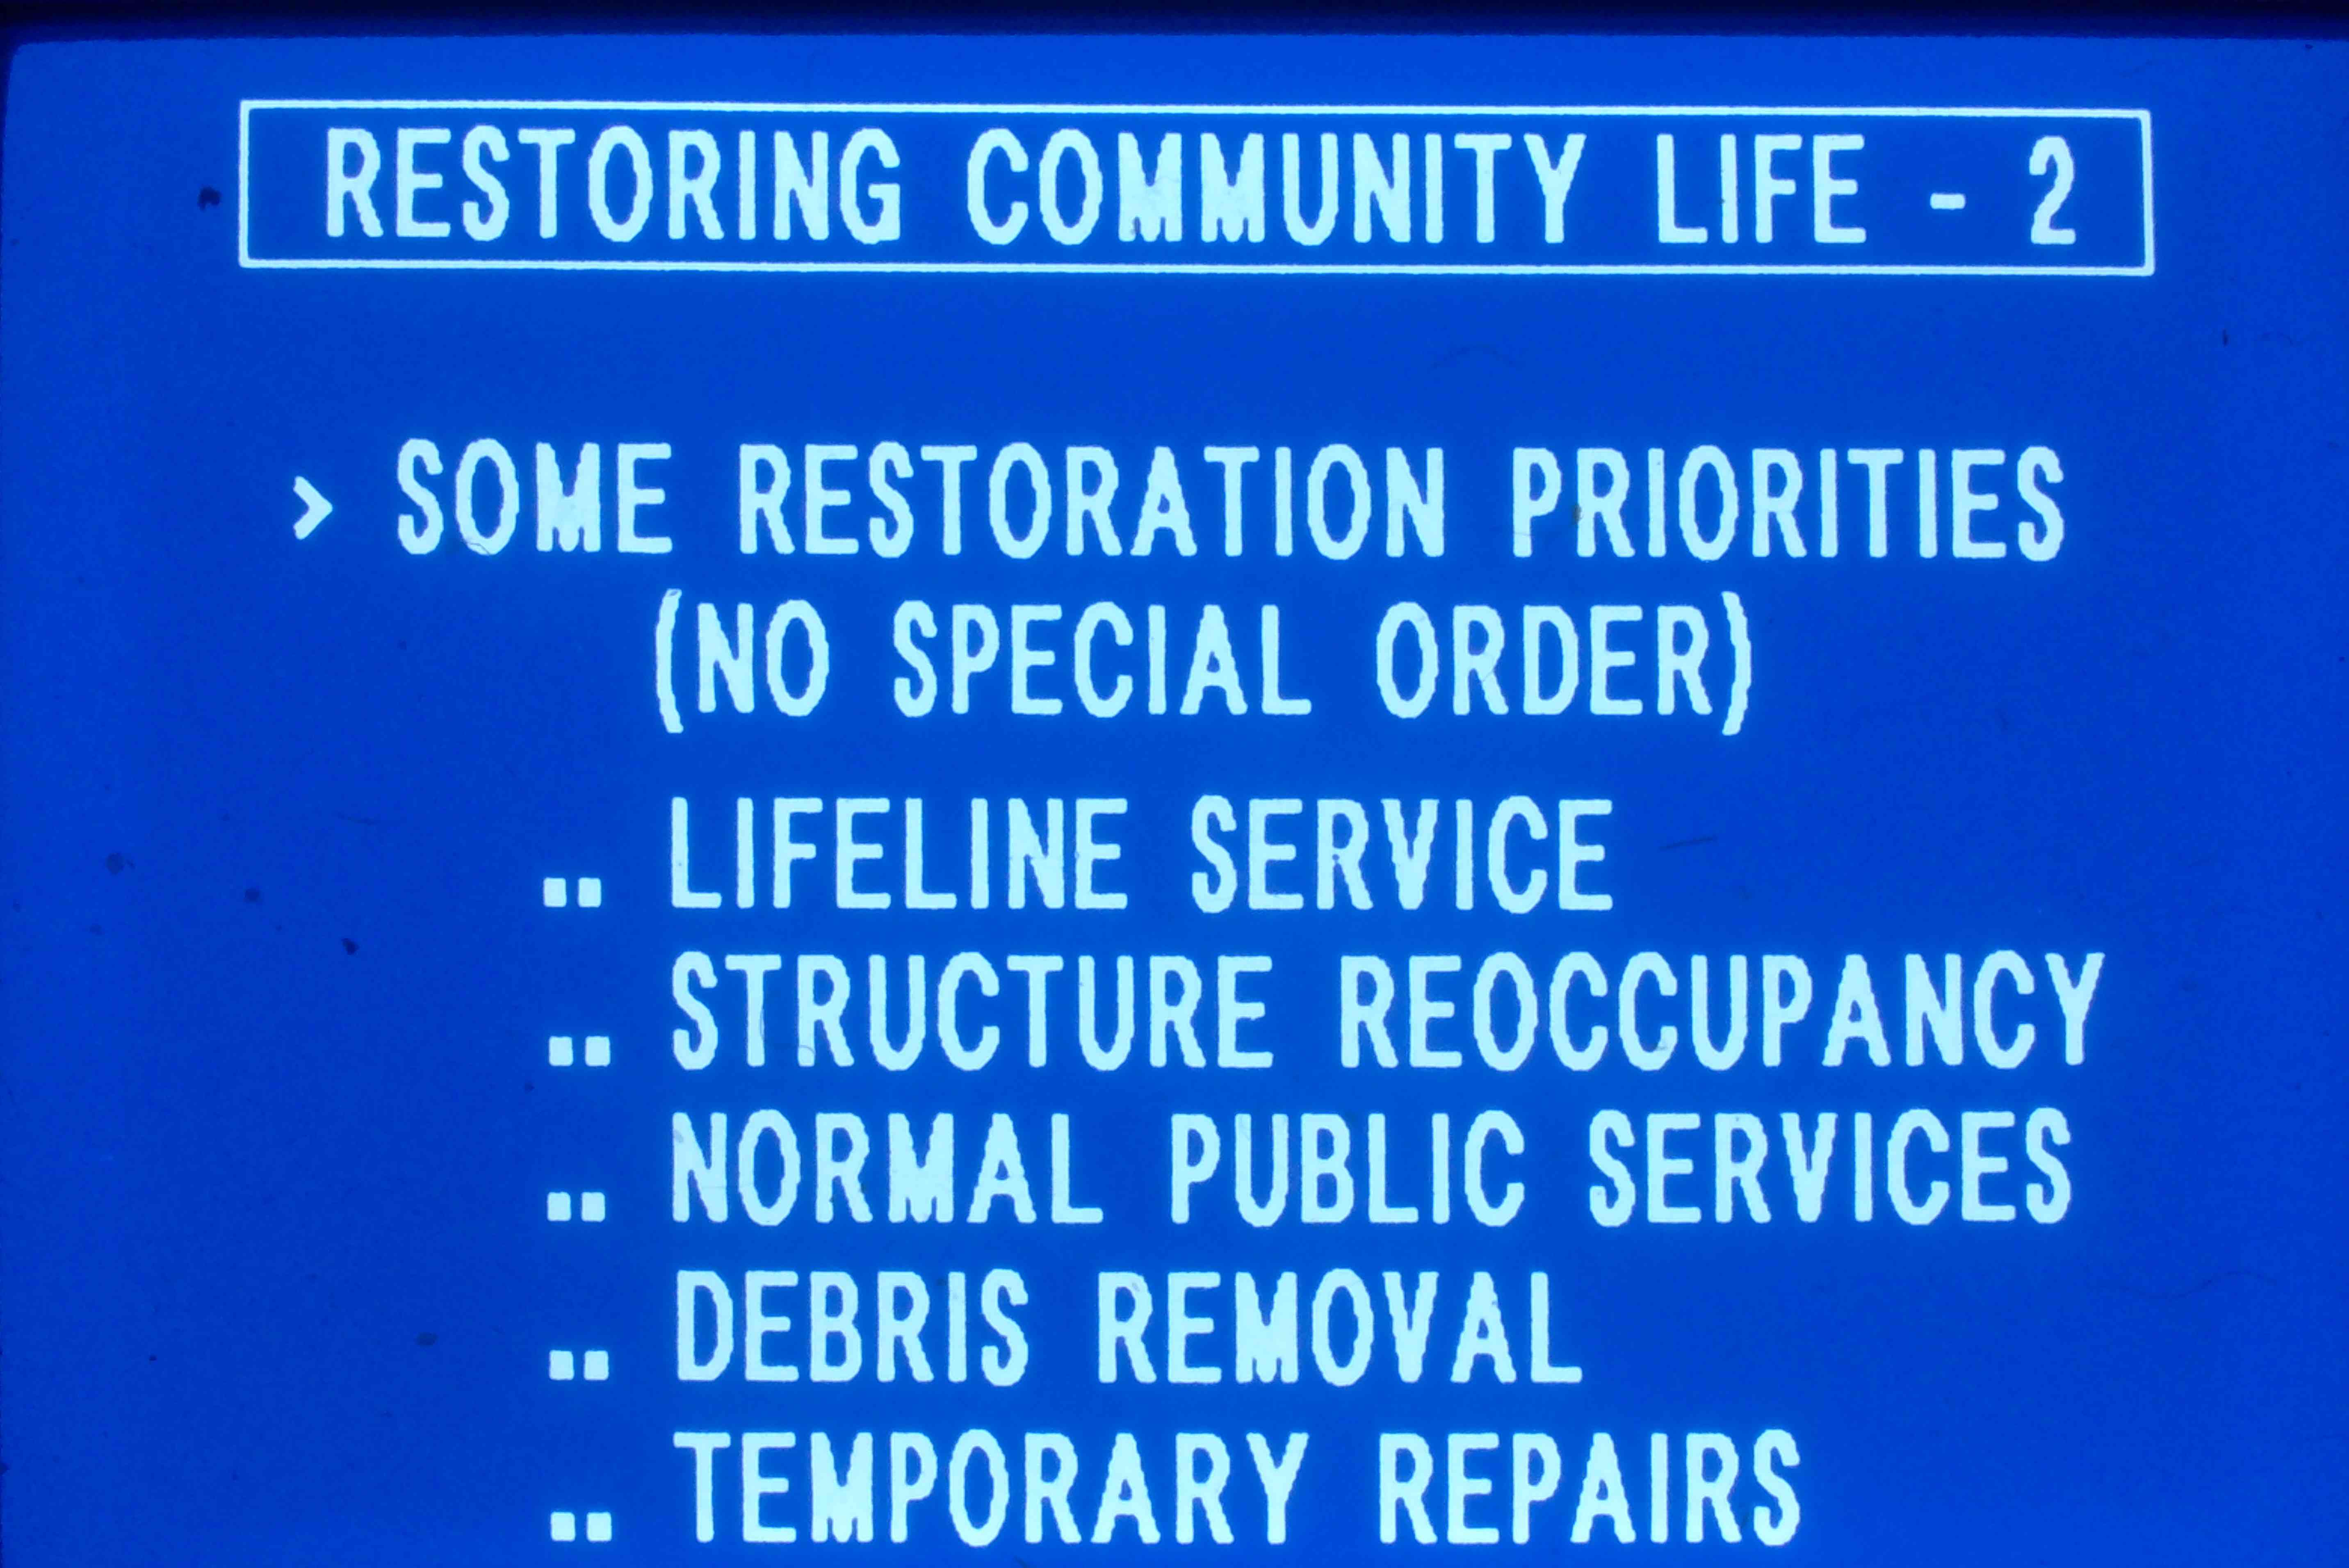 RESTORING COMMUNITY LIFE - 2
> SOME RESTORATION PRIORITIES
(NO SPECIAL ORDER)
.. LIFELINE SERVICE
.. STRUCTURE REOCCUPANCY
.. NORMAL PUBLIC SERVICES
.. DEBRIS REMOVAL
.. TEMPORARY REPAIRS